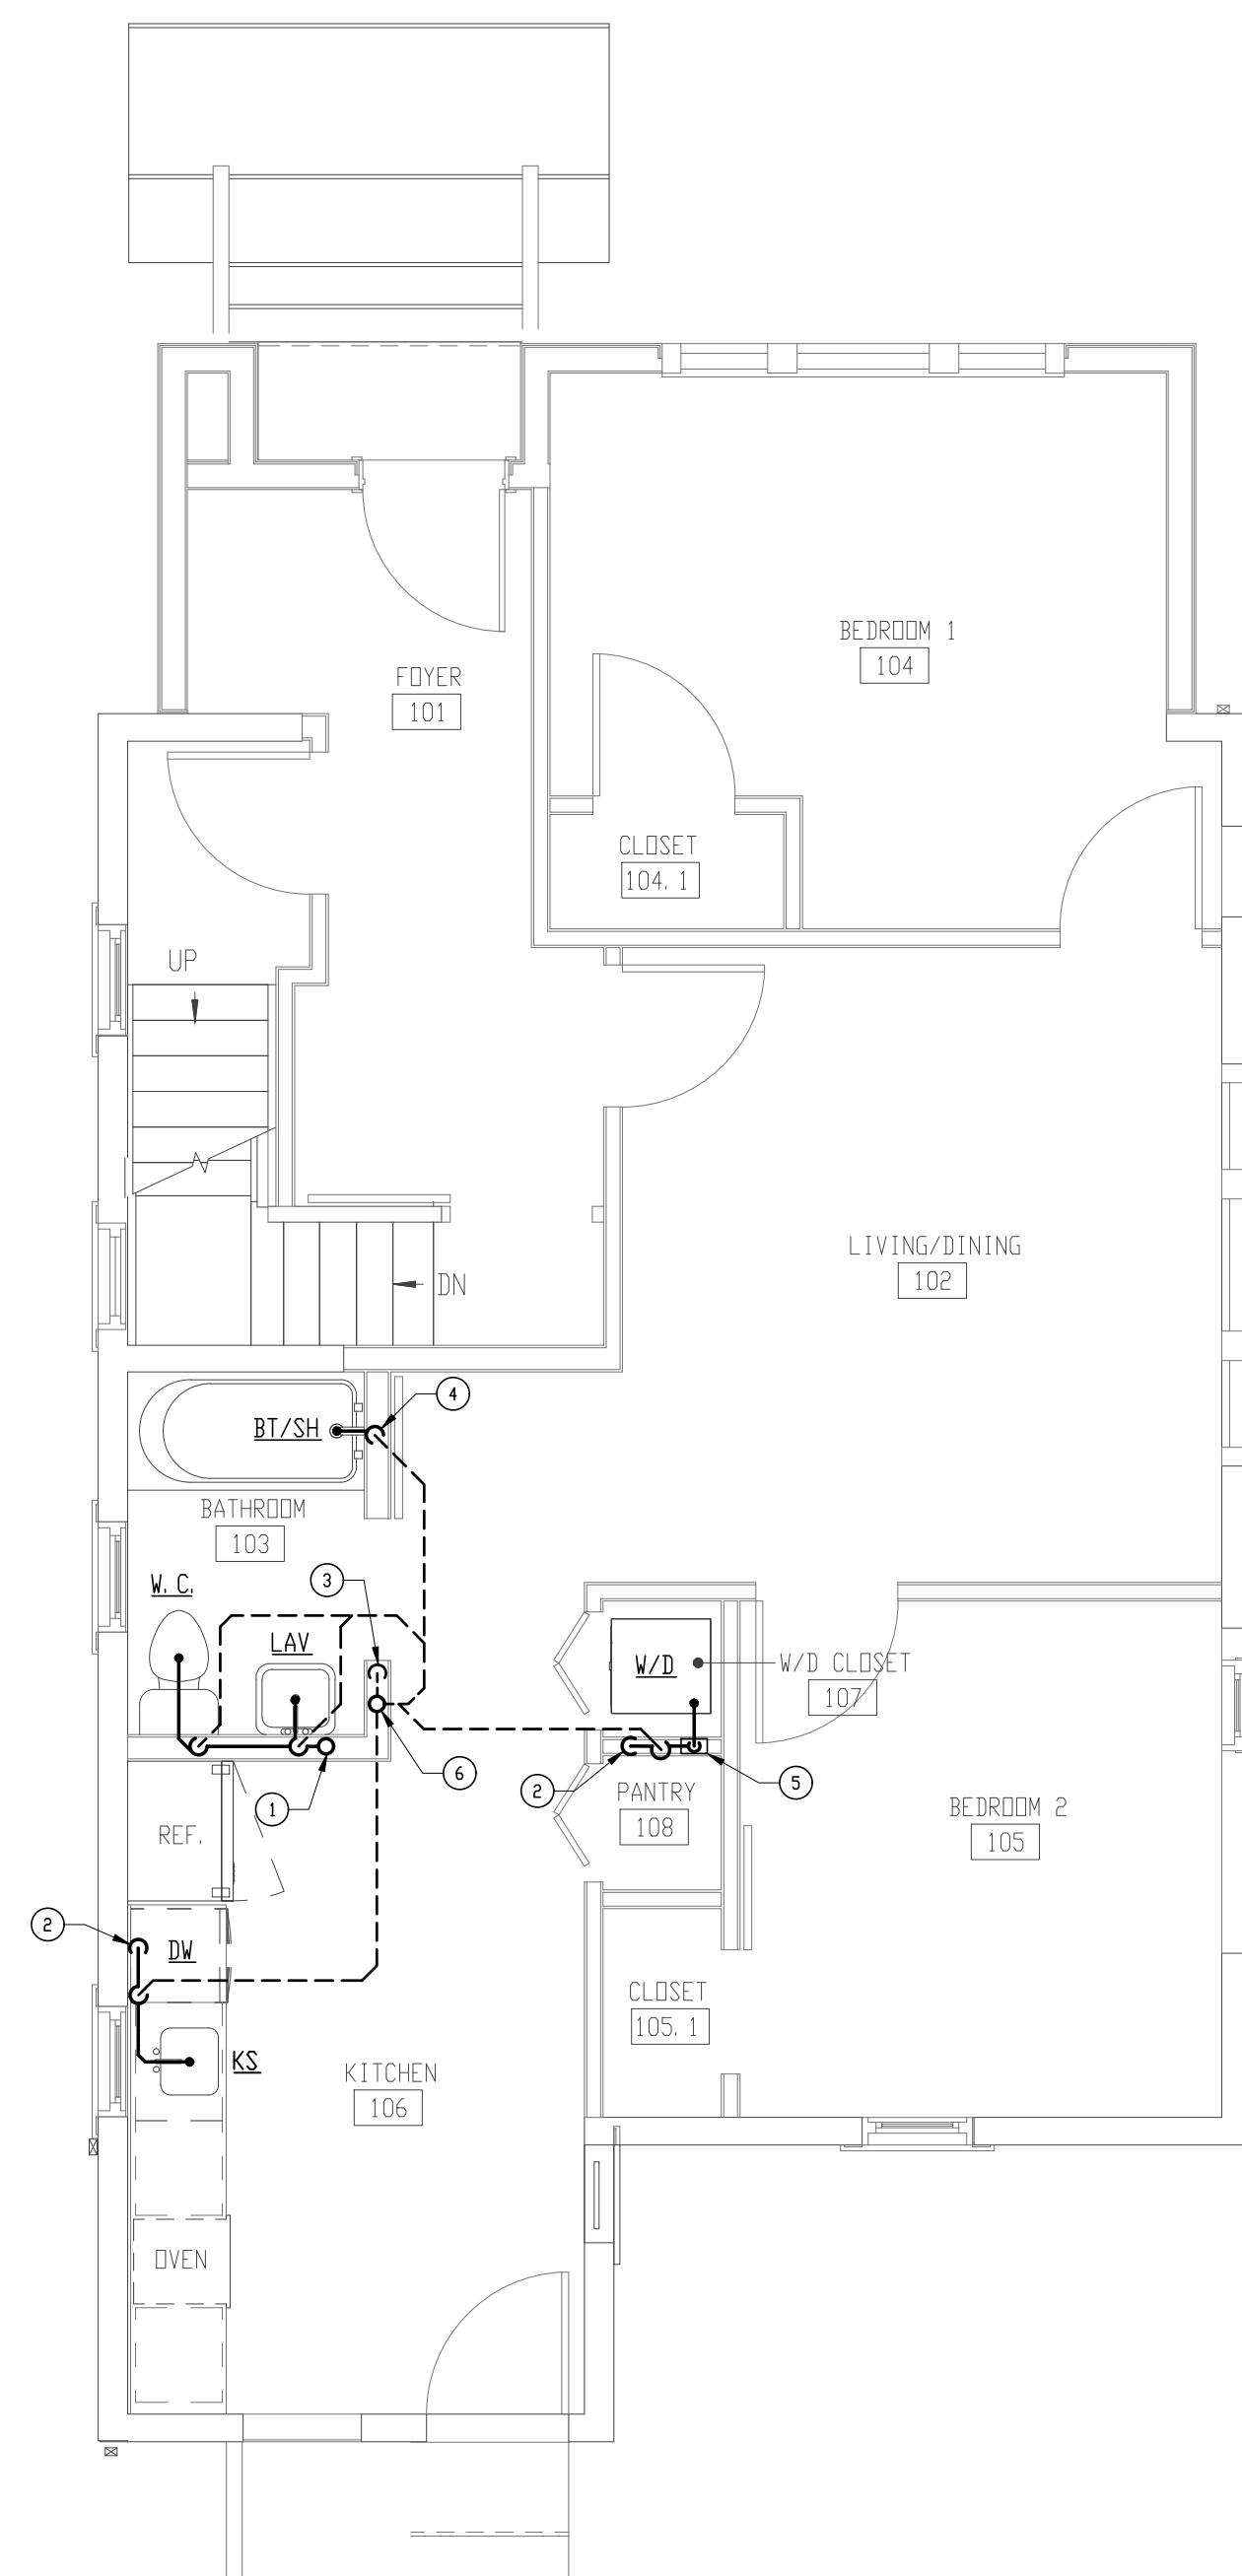 BEDROOM 1
104
FOYER
101
CLOSET
104.1
UP
LIVING/DINING
102
DN
4
BT/SH
BATHROOM
103
3
W.C.
LAV
W/D
W/D CLOSET
107
6
2
5
1
PANTRY
108
BEDROOM 2
105
REF.
2
DW
CLOSET
105.1
KS
KITCHEN
106
OVEN